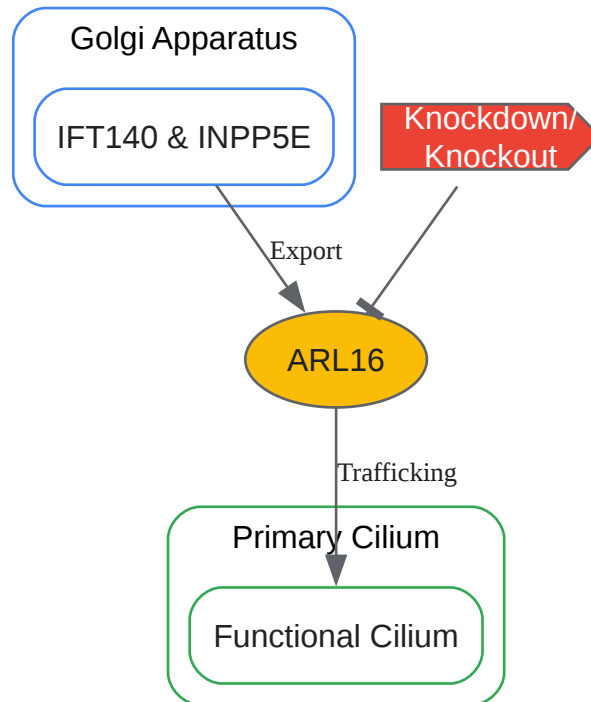 Golgi Apparatus
IFT140 & INPP5E
Knockdown/
Knockout
Export
ARL16
Trafficking
Primary Cilium
Functional Cilium